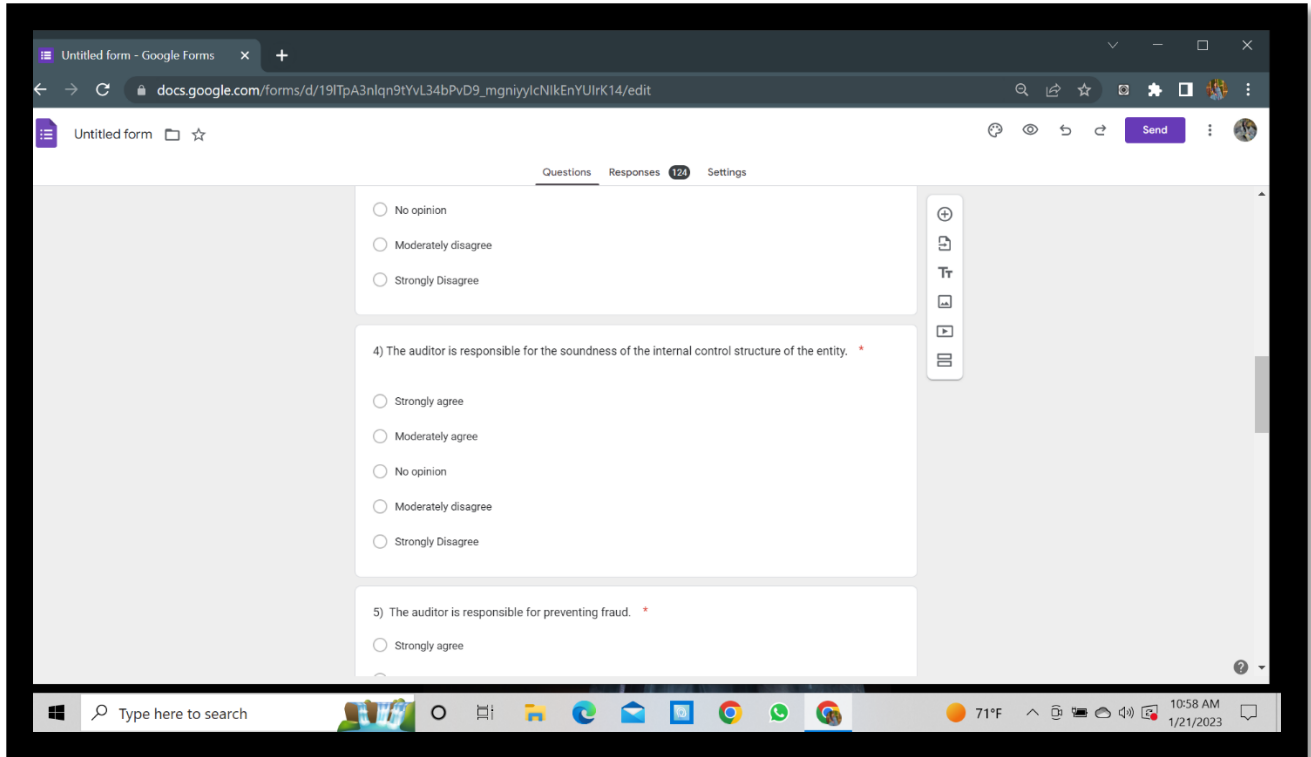 Untitled form - Google Forms
docs.google.com/forms/d/19lTpA3nlqn9tYvL34bPvD9_mgniyylcNlkEnYUIrK14/edit
Untitled form
Send
Questions Responses 124 Settings
No opinion
Moderately disagree
Strongly Disagree
Tт
4) The auditor is responsible for the soundness of the internal control structure of the entity. *
Strongly agree
Moderately agree
No opinion
Moderately disagree
Strongly Disagree
5) The auditor is responsible for preventing fraud. *
Strongly agree
Type here to search
71°F
10:58 AM
1/21/2023